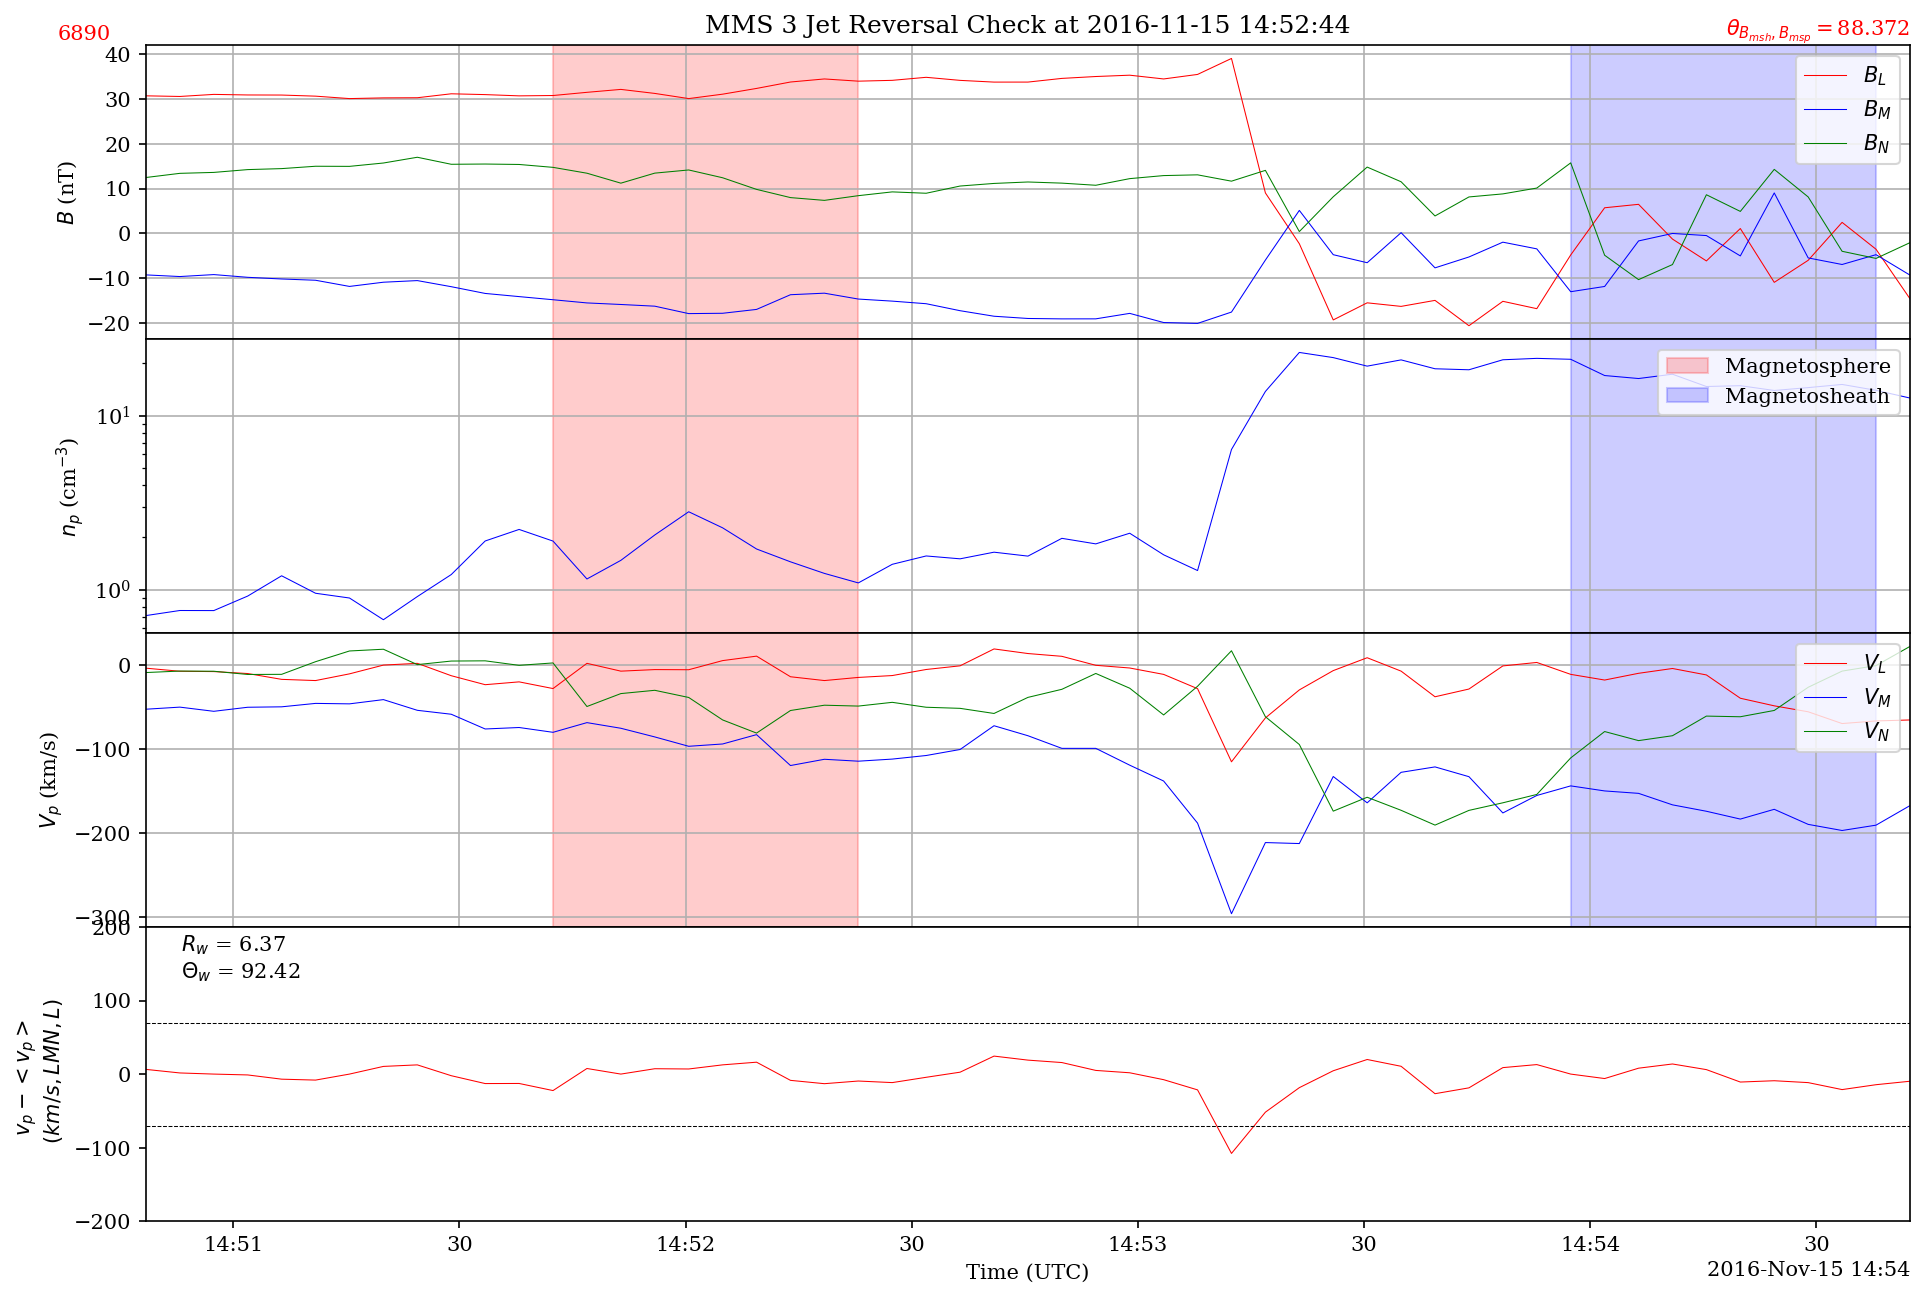 MMS 3 Jet Reversal Check at 2016-11-15 14:52:44
6890
θ_{B_{msh}, B_{msp}} = 88.372
40
30
20
10
0
−10
−20
B (nT)
B_L
B_M
B_N
10^1
10^0
n_p (cm^{−3})
Magnetosphere
Magnetosheath
0
−100
−200
−300
V_p (km/s)
V_L
V_M
V_N
200
100
0
−100
−200
v_p − < v_p >
(km/s, LMN, L)
R_w = 6.37
Θ_w = 92.42
14:51
30
14:52
30
14:53
30
14:54
30
Time (UTC)
2016-Nov-15 14:54